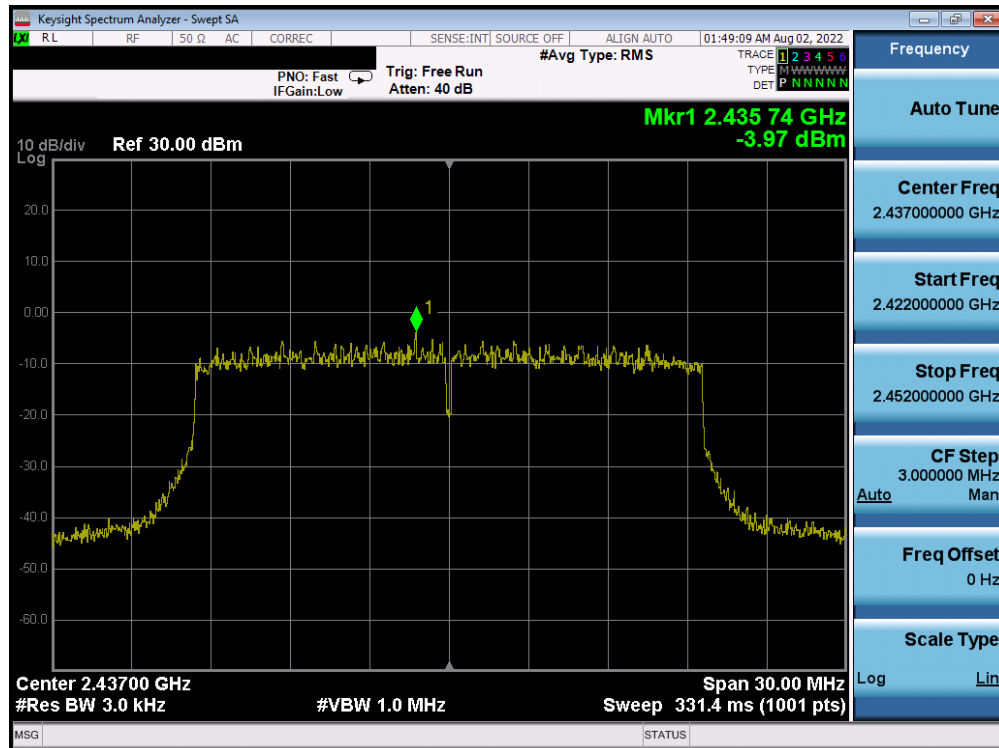 Keysight Spectrum Analyzer - Swept SA
LXI RL RF 50 Ω AC CORREC SENSE:INT SOURCE OFF ALIGN AUTO 01:49:09 AM Aug 02, 2022
#Avg Type: RMS
TRACE 1 2 3 4 5 6
TYPE M WWWWW
DET P N N N N N
PNO: Fast
IFGain:Low
Trig: Free Run
Atten: 40 dB
Mkr1 2.435 74 GHz
-3.97 dBm
10 dB/div
Log
Ref 30.00 dBm
20.0
10.0
0.00
-10.0
-20.0
-30.0
-40.0
-50.0
-60.0
1
Center 2.43700 GHz
#Res BW 3.0 kHz
#VBW 1.0 MHz
Span 30.00 MHz
Sweep 331.4 ms (1001 pts)
MSG
STATUS
Frequency
Auto Tune
Center Freq
2.437000000 GHz
Start Freq
2.422000000 GHz
Stop Freq
2.452000000 GHz
CF Step
3.000000 MHz
Auto Man
Freq Offset
0 Hz
Scale Type
Log Lin